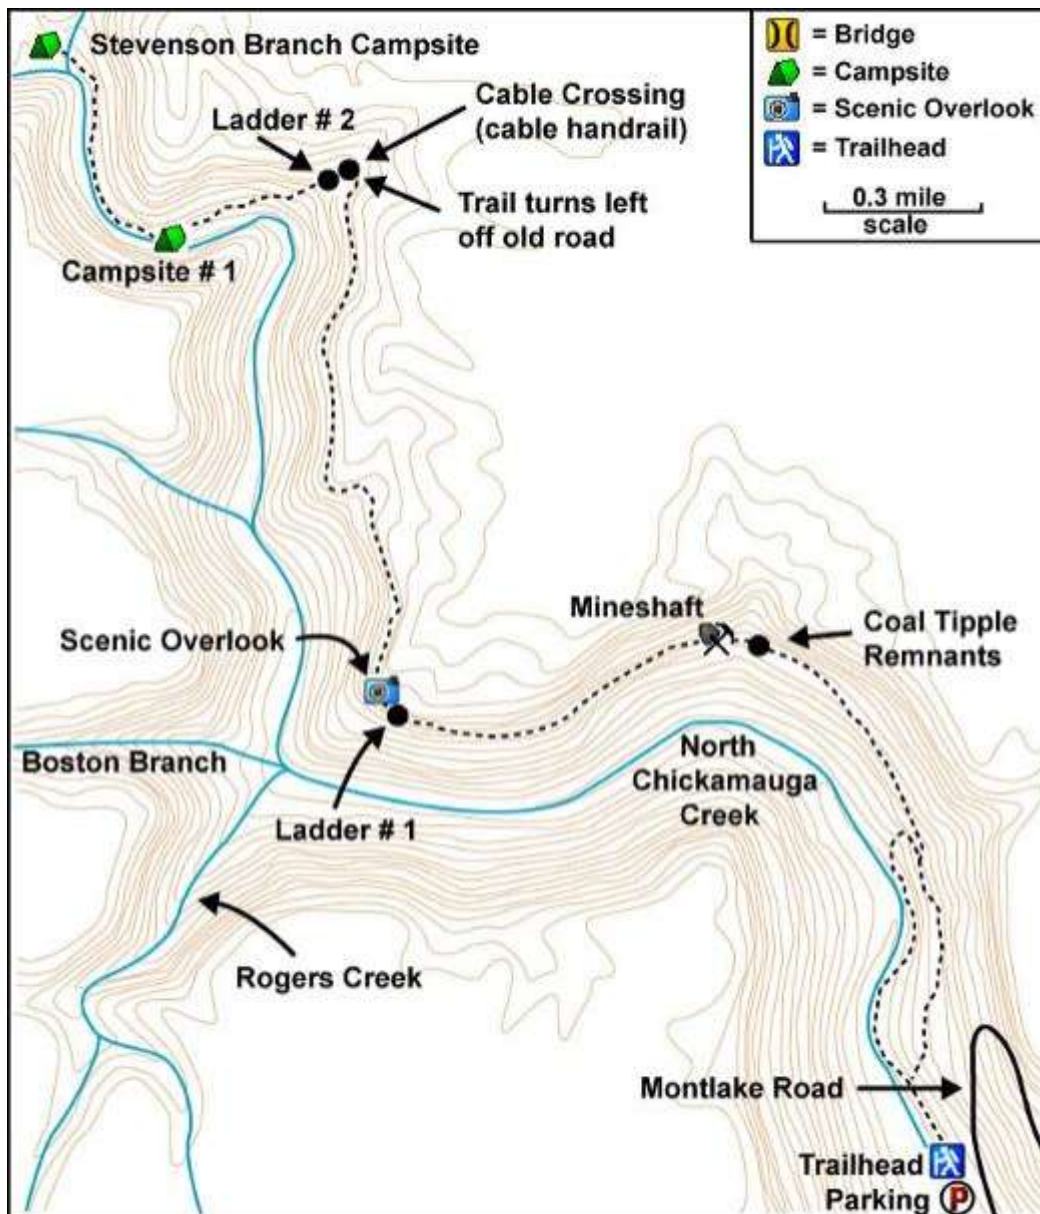 Stevenson Branch Campsite
Ladder # 2
Cable Crossing
(cable handrail)
Trail turns left
off old road
Campsite # 1
= Bridge
= Campsite
= Scenic Overlook
= Trailhead
0.3 mile
scale
Mineshaft
Coal Tipple
Remnants
Scenic Overlook
Boston Branch
Ladder # 1
North
Chickamauga
Creek
Rogers Creek
Montlake Road
Trailhead
Parking P